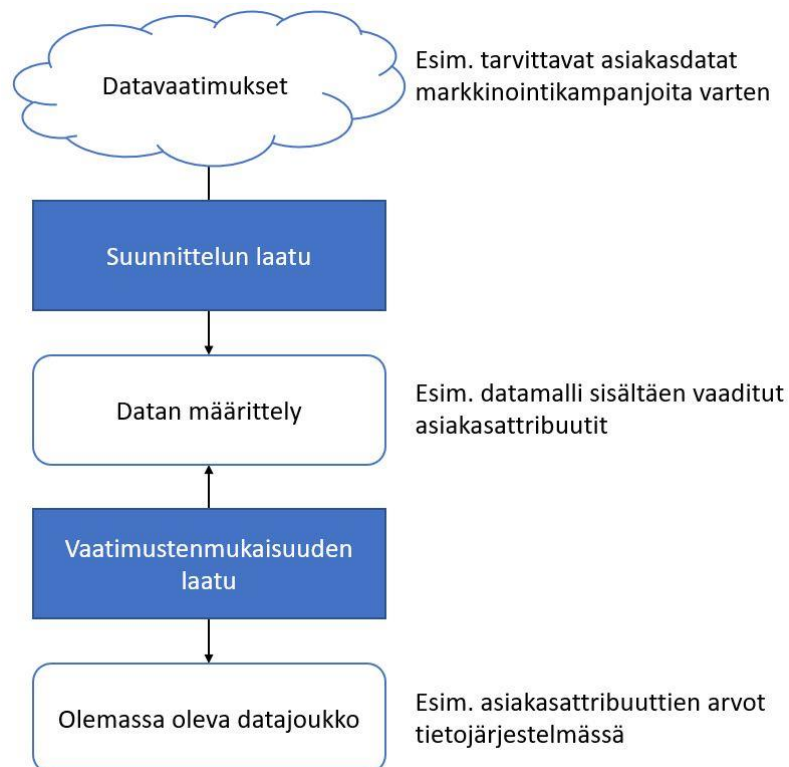 Datavaatimukset
Esim. tarvittavat asiakasdatat
markkinointikampanjoita varten
Suunnittelun laatu
Datan määrittely
Esim. datamalli sisältäen vaaditut
asiakasattribuutit
Vaatimustenmukaisuuden
laatu
Olemassa oleva datajoukko
Esim. asiakasattribuuttien arvot
tietojärjestelmässä